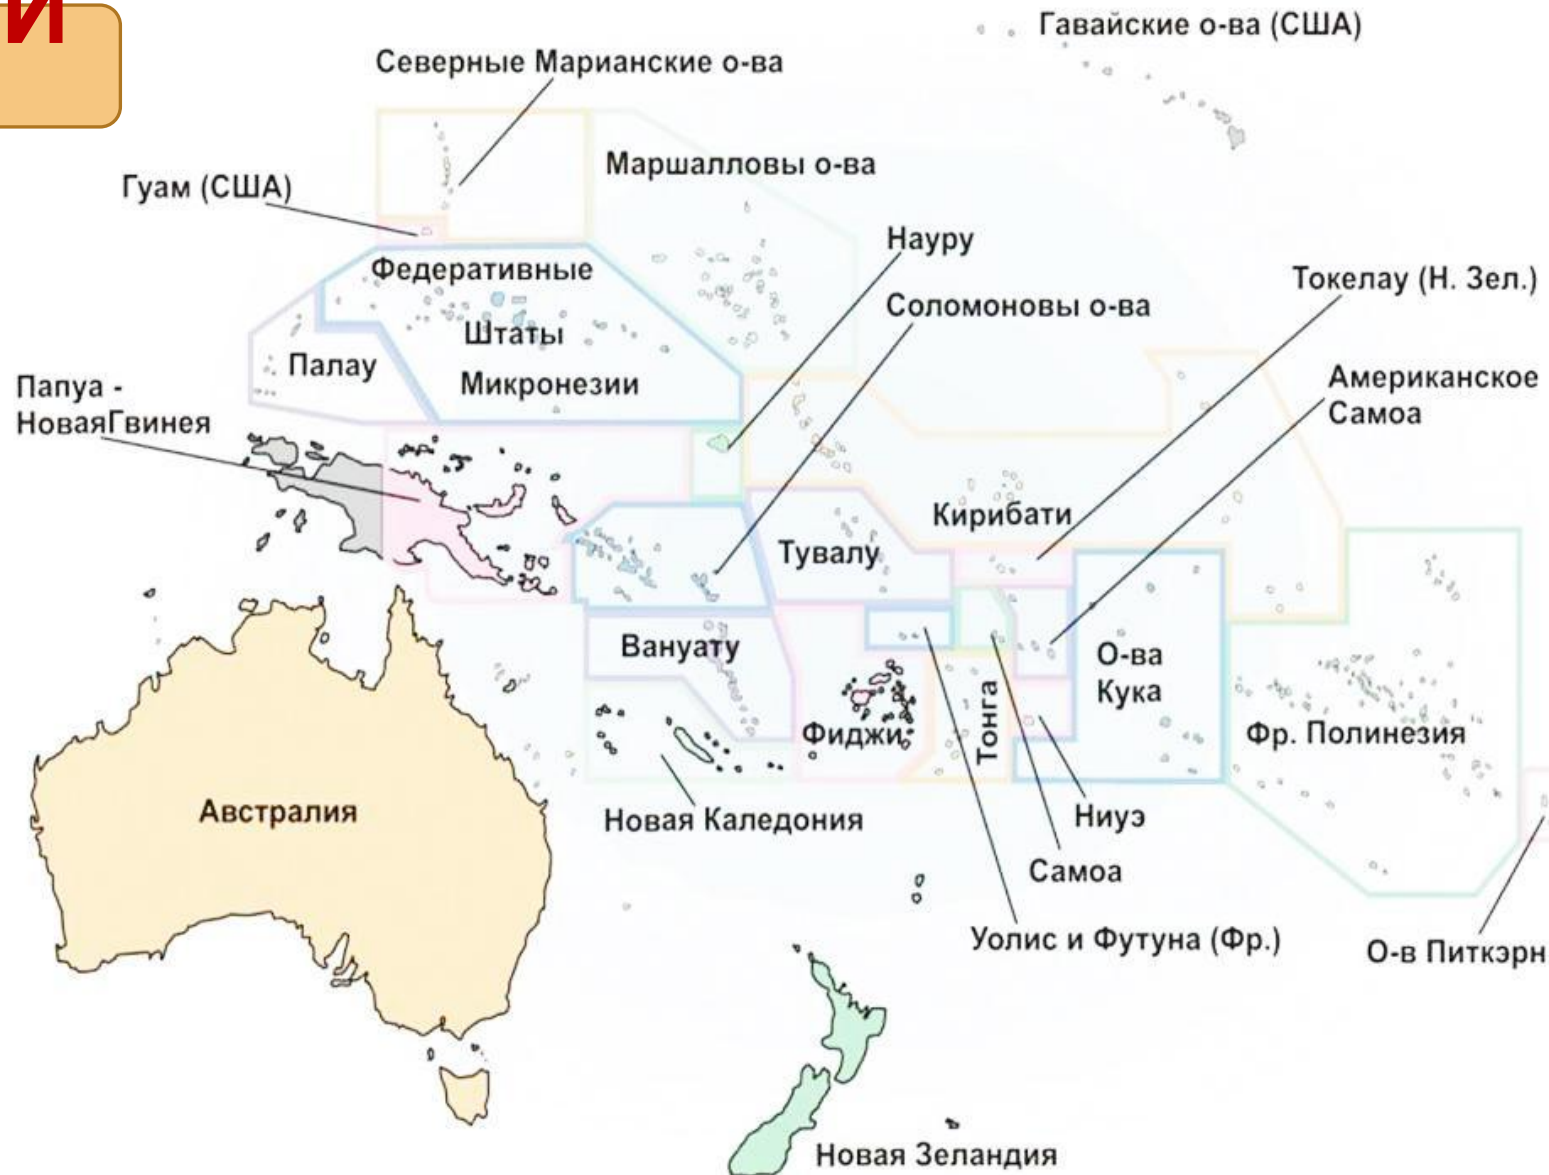 И
Гавайские о-ва (США)
Северные Марианские о-ва
Маршалловы о-ва
Гуам (США)
Науру
Федеративные
Штаты
Микронезии
Соломоновы о-ва
Токелау (Н. Зел.)
Палау
Папуа -
НоваяГвинея
Американское
Самоа
Кирибати
Тувалу
Вануату
О-ва
Кука
Фиджи
Тонга
Фр. Полинезия
Австралия
Новая Каледония
Ниуэ
Самоа
Уолис и Футуна (Фр.)
О-в Питкэрн
Новая Зеландия